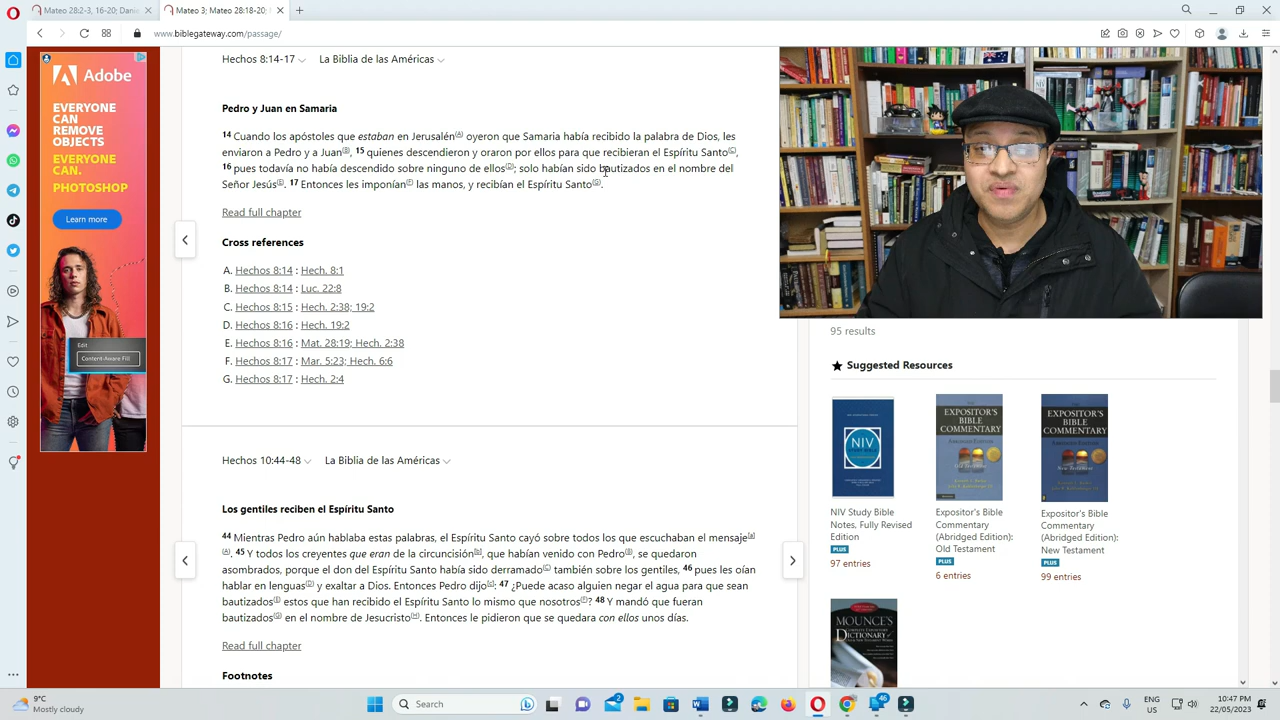 Mateo 28:2-3, 16-20; Danie
Mateo 3; Mateo 28:18-20;
www.biblegateway.com/passage/
Adobe
EVERYONE
CAN
REMOVE
OBJECTS
EVERYONE
CAN.
PHOTOSHOP
Learn more
Edit
Content-Aware Fill
Hechos 8:14-17 La Biblia de las Américas
Pedro y Juan en Samaria
14 Cuando los apóstoles que estaban en Jerusalén[A] oyeron que Samaria había recibido la palabra de Dios, les
enviaron a Pedro y a Juan[B], 15 quienes descendieron y oraron por ellos para que recibieran el Espíritu Santo[C],
16 pues todavía no había descendido sobre ninguno de ellos[D]; solo habían sido bautizados en el nombre del
Señor Jesús[E]. 17 Entonces les imponían[F] las manos, y recibían el Espíritu Santo[G].
Read full chapter
Cross references
A. Hechos 8:14 : Hech. 8:1
B. Hechos 8:14 : Luc. 22:8
C. Hechos 8:15 : Hech. 2:38; 19:2
D. Hechos 8:16 : Hech. 19:2
E. Hechos 8:16 : Mat. 28:19; Hech. 2:38
F. Hechos 8:17 : Mar. 5:23; Hech. 6:6
G. Hechos 8:17 : Hech. 2:4
Hechos 10:44-48 La Biblia de las Américas
Los gentiles reciben el Espíritu Santo
44 Mientras Pedro aún hablaba estas palabras, el Espíritu Santo cayó sobre todos los que escuchaban el mensaje[a]
[A]. 45 Y todos los creyentes que eran de la circuncisión[b], que habían venido con Pedro[B], se quedaron
asombrados, porque el don del Espíritu Santo había sido derramado[C] también sobre los gentiles, 46 pues les oían
hablar en lenguas[D] y exaltar a Dios. Entonces Pedro dijo[c]: 47 ¿Puede acaso alguien negar el agua para que sean
bautizados[E] estos que han recibido el Espíritu Santo lo mismo que nosotros[F]? 48 Y mandó que fueran
bautizados[G] en el nombre de Jesucristo[H]. Entonces le pidieron que se quedara con ellos unos días.
Read full chapter
Footnotes
95 results
Suggested Resources
NIV
STUDY BIBLE
EXPOSITOR'S
BIBLE
COMMENTARY
EXPOSITOR'S
BIBLE
COMMENTARY
NIV Study Bible
Notes, Fully Revised
Edition
PLUS
97 entries
Expositor's Bible
Commentary
(Abridged Edition):
Old Testament
PLUS
6 entries
Expositor's Bible
Commentary
(Abridged Edition):
New Testament
PLUS
99 entries
MOUNCE'S
DICTIONARY
9°C
Mostly cloudy
Search
2
46
ENG
US
10:47 PM
22/05/2023